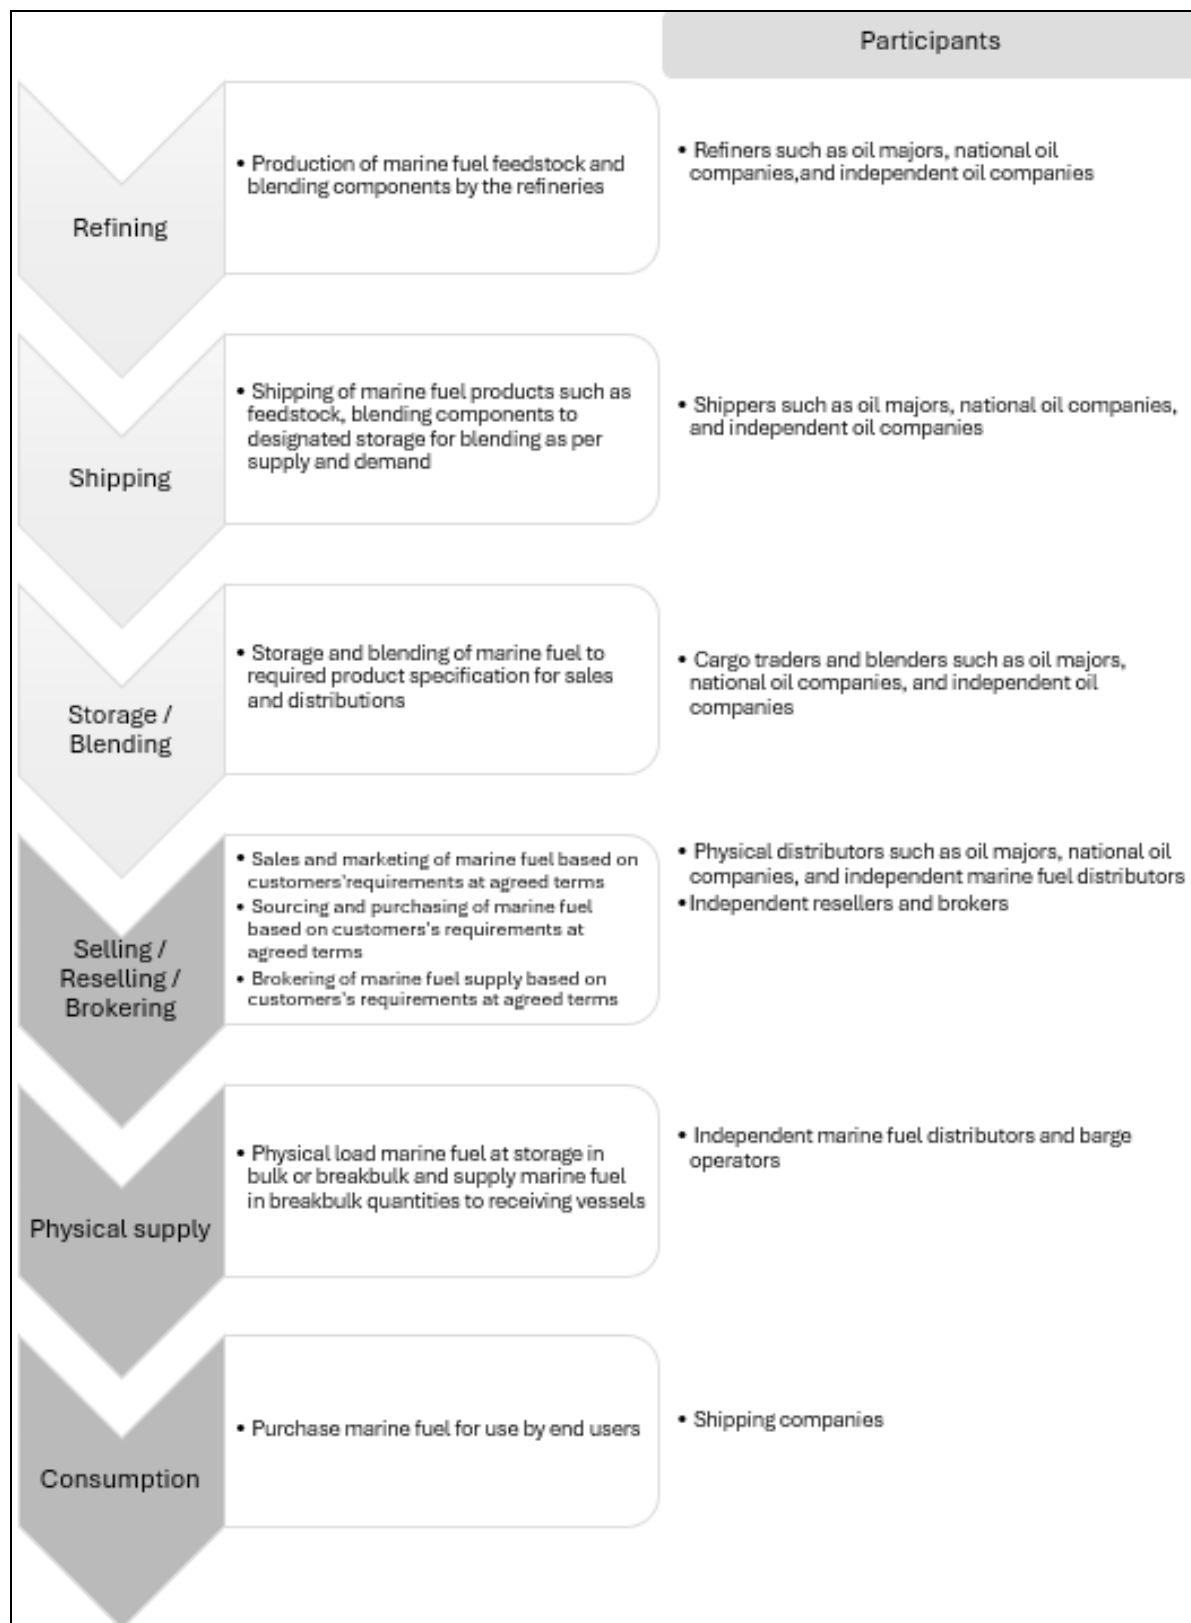 Participants
Refining
• Production of marine fuel feedstock and
blending components by the refineries
• Refiners such as oil majors, national oil
companies,and independent oil companies
Shipping
• Shipping of marine fuel products such as
feedstock, blending components to
designated storage for blending as per
supply and demand
• Shippers such as oil majors, national oil companies,
and independent oil companies
Storage /
Blending
• Storage and blending of marine fuel to
required product specification for sales
and distributions
• Cargo traders and blenders such as oil majors,
national oil companies, and independent oil
companies
Selling /
Reselling /
Brokering
• Sales and marketing of marine fuel based on
customers'requirements at agreed terms
• Sourcing and purchasing of marine fuel
based on customers's requirements at
agreed terms
• Brokering of marine fuel supply based on
customers's requirements at agreed terms
• Physical distributors such as oil majors, national oil
companies, and independent marine fuel distributors
•Independent resellers and brokers
Physical supply
• Physical load marine fuel at storage in
bulk or breakbulk and supply marine fuel
in breakbulk quantities to receiving vessels
• Independent marine fuel distributors and barge
operators
Consumption
• Purchase marine fuel for use by end users
• Shipping companies